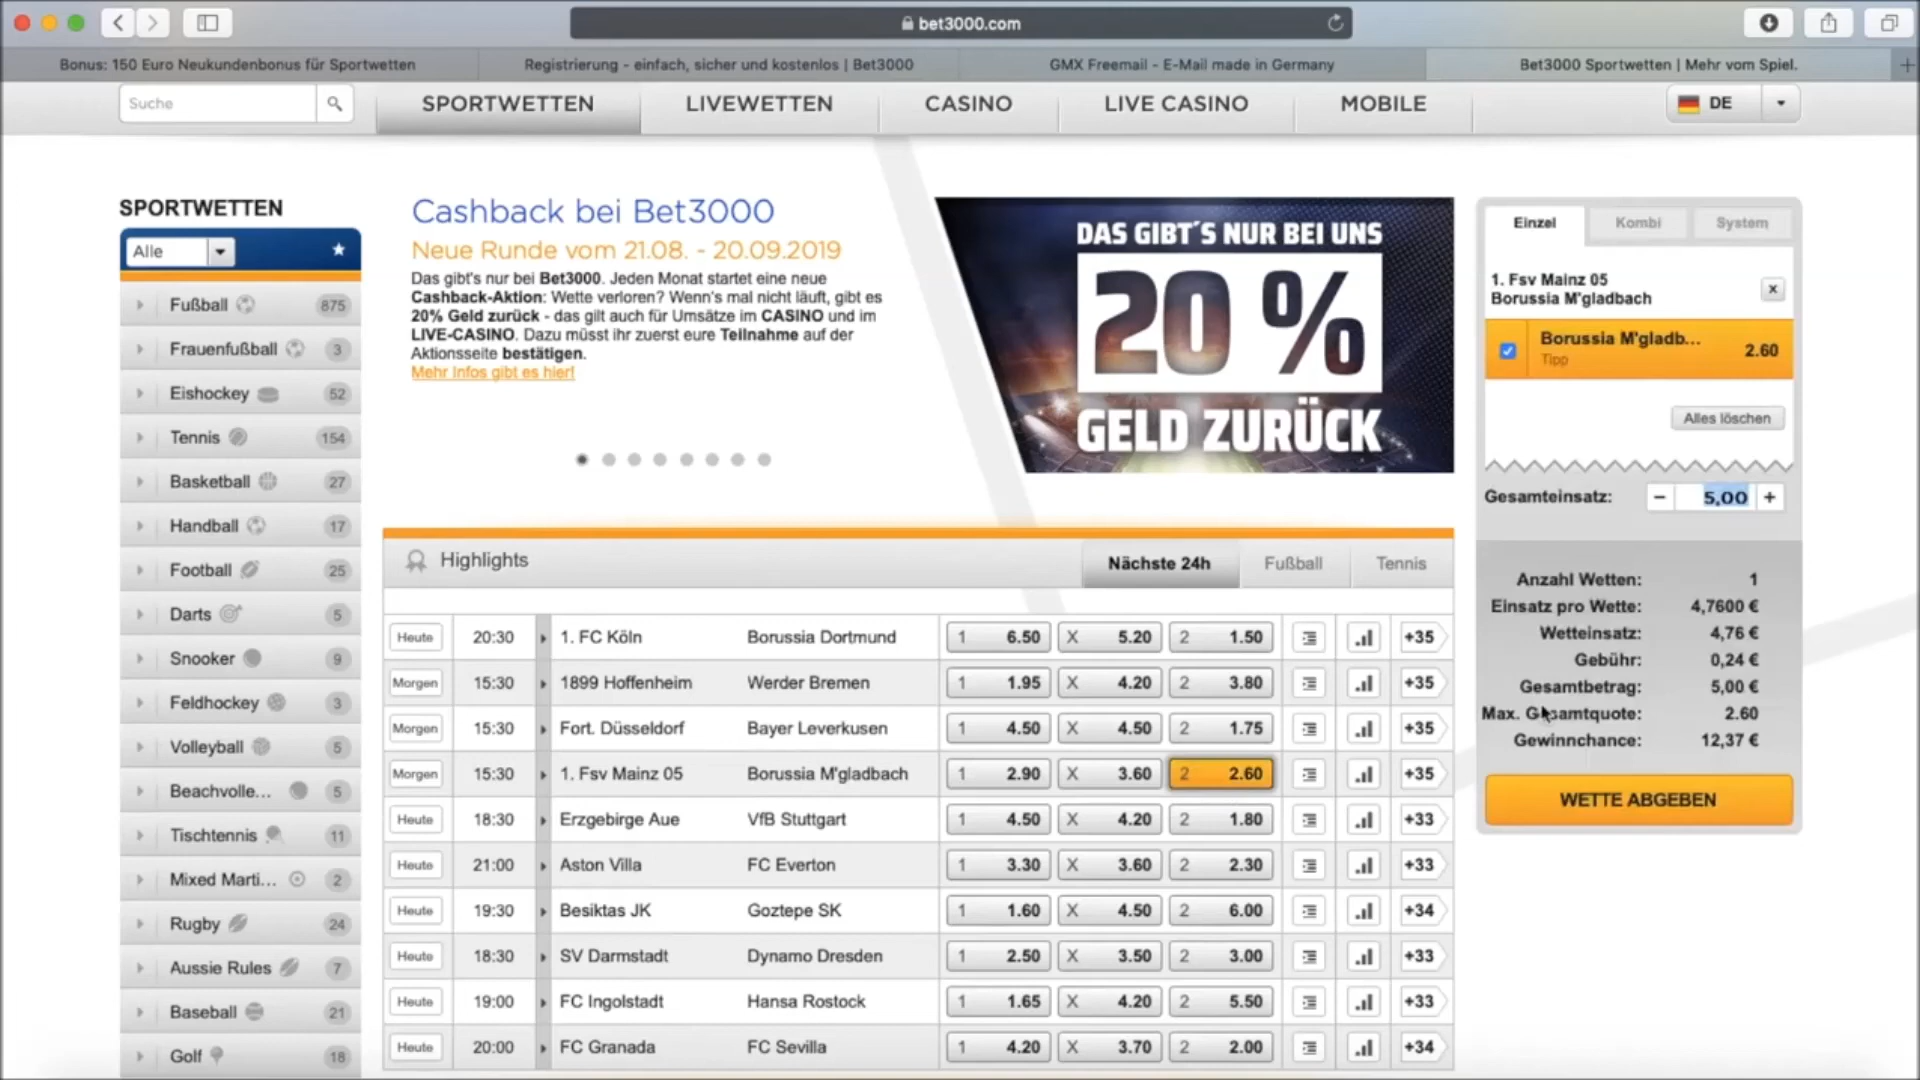 bet3000.com
Bonus: 150 Euro Neukundenbonus für Sportwetten
Registrierung - einfach, sicher und kostenlos | Bet3000
GMX Freemail - E-Mail made in Germany
Bet3000 Sportwetten | Mehr vom Spiel.
Suche
SPORTWETTEN
LIVEWETTEN
CASINO
LIVE CASINO
MOBILE
DE
SPORTWETTEN
Alle
Fußball 875
Frauenfußball 3
Eishockey 52
Tennis 154
Basketball 27
Handball 17
Football 25
Darts 5
Snooker 9
Feldhockey 3
Volleyball 5
Beachvolle... 5
Tischtennis 11
Mixed Marti... 2
Rugby 24
Aussie Rules 7
Baseball 21
Golf 18
Cashback bei Bet3000
Neue Runde vom 21.08. - 20.09.2019
Das gibt's nur bei Bet3000. Jeden Monat startet eine neue
Cashback-Aktion: Wette verloren? Wenn's mal nicht läuft, gibt es
20% Geld zurück - das gilt auch für Umsätze im CASINO und im
LIVE-CASINO. Dazu müsst ihr zuerst eure Teilnahme auf der
Aktionsseite bestätigen.
Mehr Infos gibt es hier!
DAS GIBT´S NUR BEI UNS
20 %
GELD ZURÜCK
Highlights
Nächste 24h
Fußball
Tennis
Heute 20:30 1. FC Köln Borussia Dortmund 1 6.50 X 5.20 2 1.50 +35
Morgen 15:30 1899 Hoffenheim Werder Bremen 1 1.95 X 4.20 2 3.80 +35
Morgen 15:30 Fort. Düsseldorf Bayer Leverkusen 1 4.50 X 4.50 2 1.75 +35
Morgen 15:30 1. Fsv Mainz 05 Borussia M'gladbach 1 2.90 X 3.60 2 2.60 +35
Heute 18:30 Erzgebirge Aue VfB Stuttgart 1 4.50 X 4.20 2 1.80 +33
Heute 21:00 Aston Villa FC Everton 1 3.30 X 3.60 2 2.30 +33
Heute 19:30 Besiktas JK Goztepe SK 1 1.60 X 4.50 2 6.00 +34
Heute 18:30 SV Darmstadt Dynamo Dresden 1 2.50 X 3.50 2 3.00 +33
Heute 19:00 FC Ingolstadt Hansa Rostock 1 1.65 X 4.20 2 5.50 +33
Heute 20:00 FC Granada FC Sevilla 1 4.20 X 3.70 2 2.00 +34
Einzel
Kombi
System
1. Fsv Mainz 05
Borussia M'gladbach
Borussia M'gladb... 2.60
Tipp
Alles löschen
Gesamteinsatz: − 5,00 +
Anzahl Wetten: 1
Einsatz pro Wette: 4,7600 €
Wetteinsatz: 4,76 €
Gebühr: 0,24 €
Gesamtbetrag: 5,00 €
Max. Gesamtquote: 2.60
Gewinnchance: 12,37 €
WETTE ABGEBEN